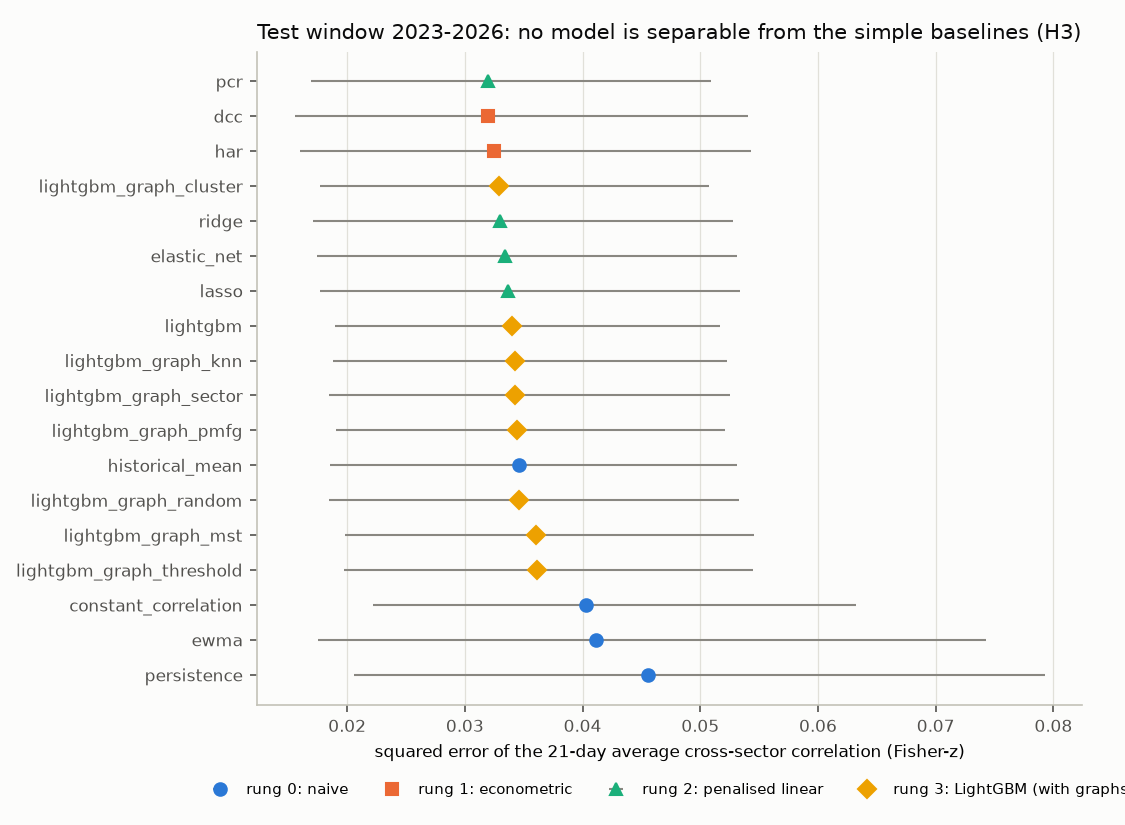 Test window 2023-2026: no model is separable from the simple baselines (H3)
pcr
dcc
har
lightgbm_graph_cluster
ridge
elastic_net
lasso
lightgbm
lightgbm_graph_knn
lightgbm_graph_sector
lightgbm_graph_pmfg
historical_mean
lightgbm_graph_random
lightgbm_graph_mst
lightgbm_graph_threshold
constant_correlation
ewma
persistence
0.02 0.03 0.04 0.05 0.06 0.07 0.08
squared error of the 21-day average cross-sector correlation (Fisher-z)
rung 0: naive rung 1: econometric rung 2: penalised linear rung 3: LightGBM (with graphs